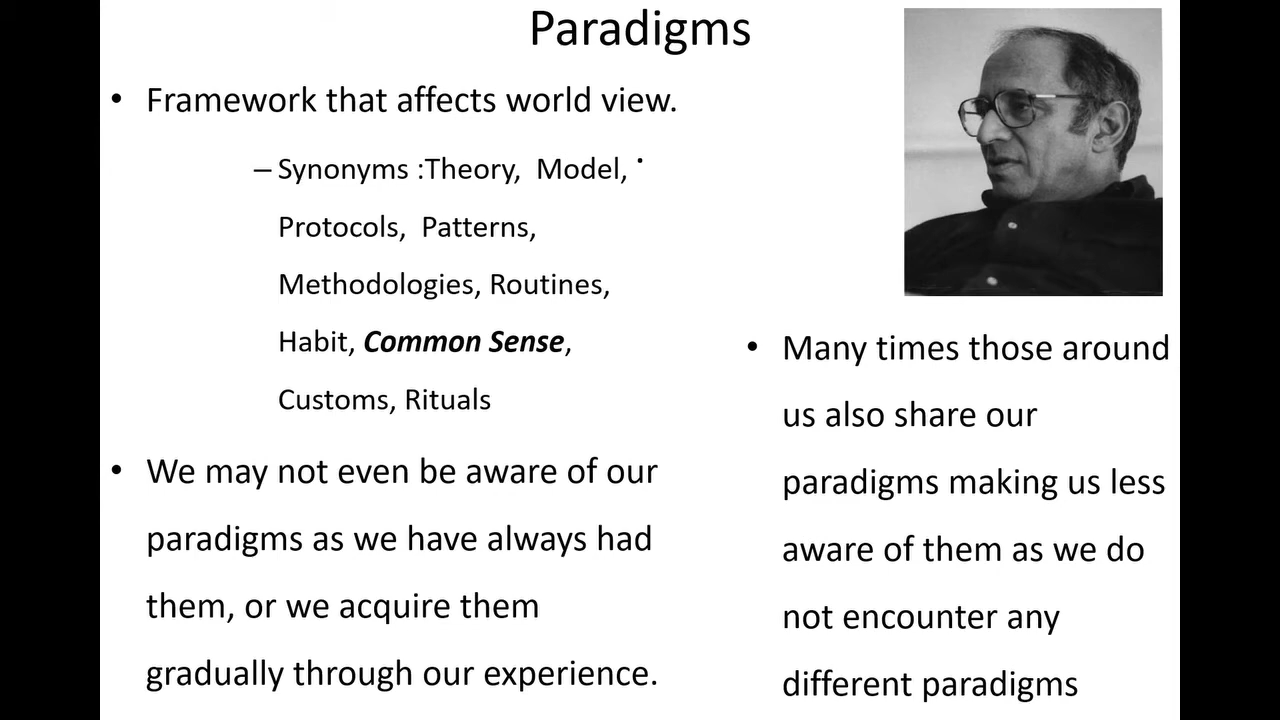 Paradigms
• Framework that affects world view.
– Synonyms :Theory,  Model,
Protocols,  Patterns,
Methodologies, Routines,
Habit, Common Sense,
Customs, Rituals
• We may not even be aware of our
paradigms as we have always had
them, or we acquire them
gradually through our experience.
• Many times those around
us also share our
paradigms making us less
aware of them as we do
not encounter any
different paradigms